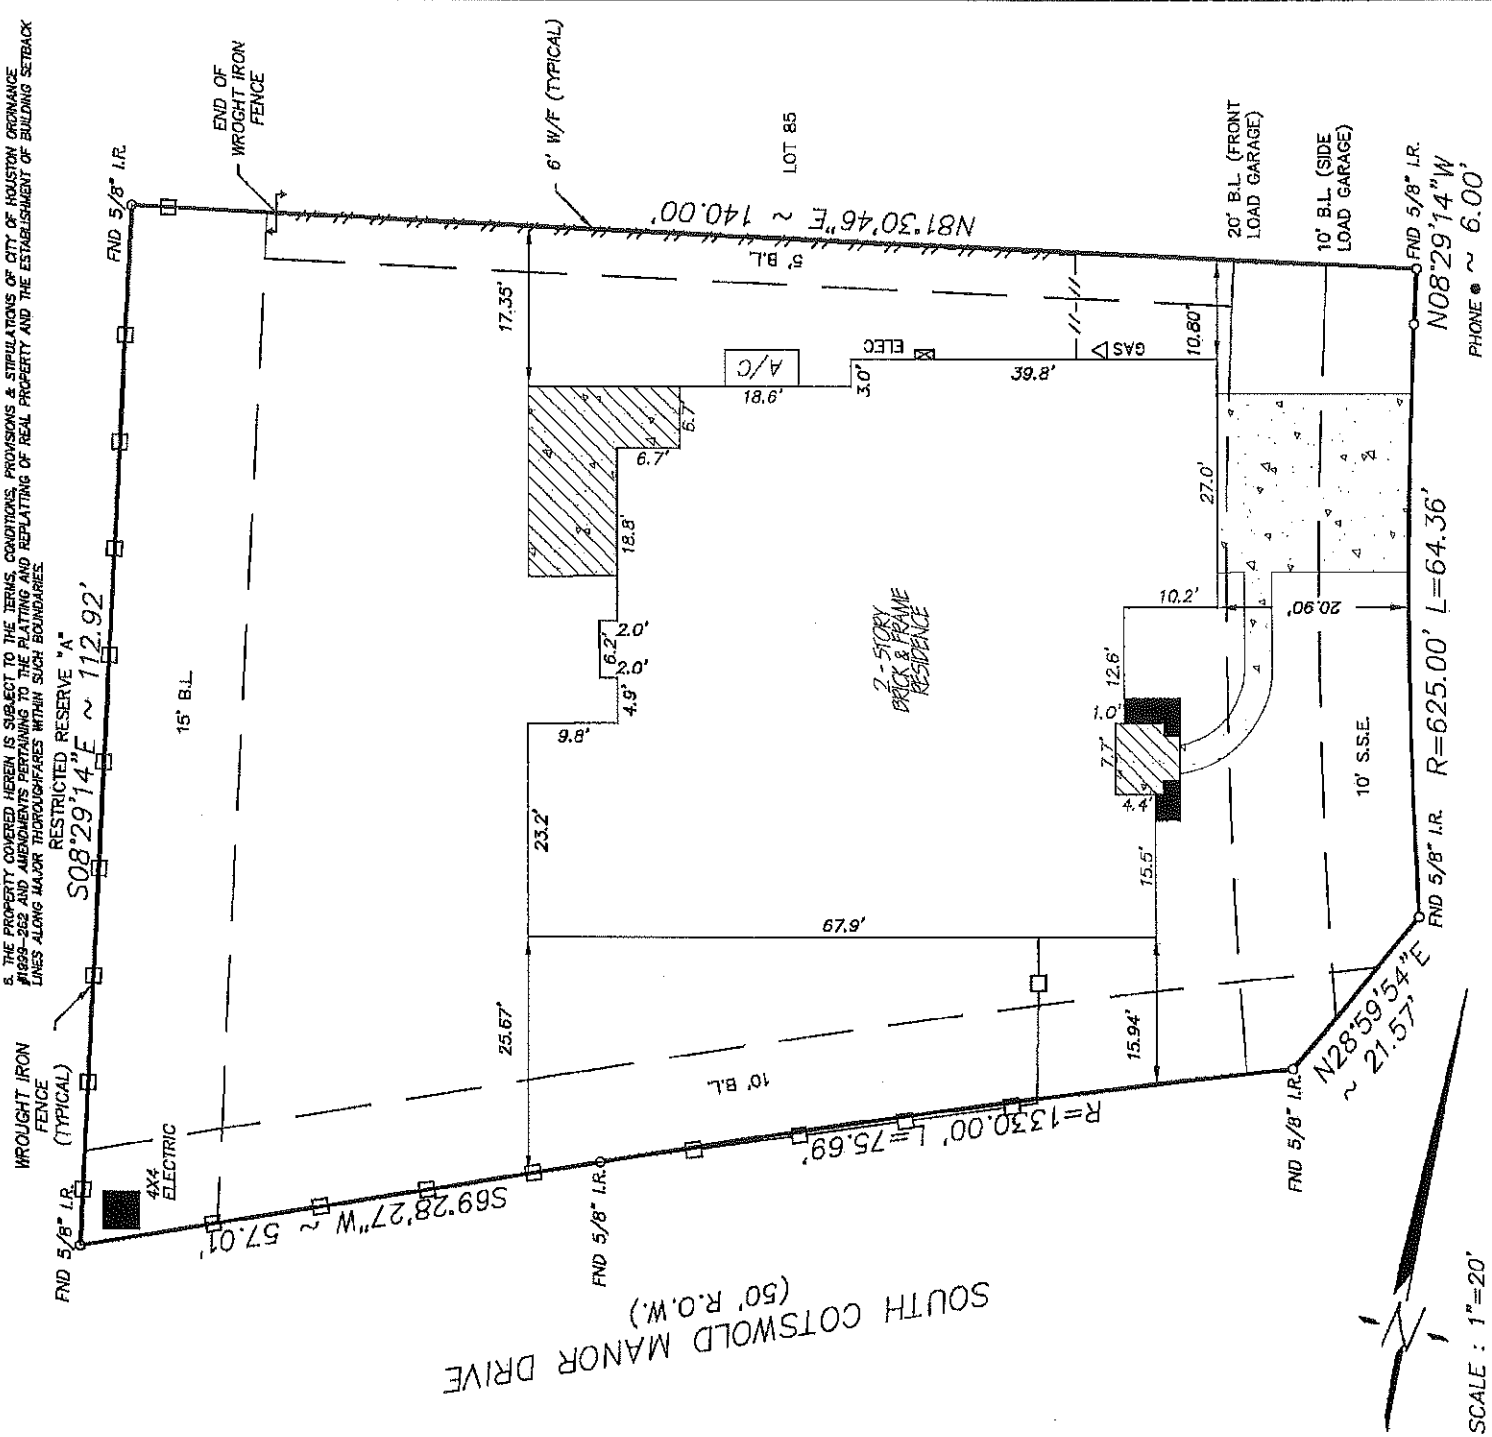 6. THE PROPERTY COVERED HEREIN IS SUBJECT TO THE TERMS, CONDITIONS, PROVISIONS & STIPULATIONS OF CITY OF HOUSTON ORDINANCE
#1999-262 AND AMENDMENTS PERTAINING TO THE PLATTING AND REPLATTING OF REAL PROPERTY AND THE ESTABLISHMENT OF BUILDING SETBACK
LINES ALONG MAJOR THOROUGHFARES WITHIN SUCH BOUNDARIES.
RESTRICTED RESERVE "A"
S08°29'14"E ~ 112.92'
WROUGHT IRON
FENCE
(TYPICAL)
END OF
WROGHT IRON
FENCE
FND 5/8" I.R.
FND 5/8" I.R.
4X4
ELECTRIC
15' B.L.
6' W/F (TYPICAL)
LOT 85
N81°30'46"E ~ 140.00'
5' B.L.
17.35'
A/C
ELEC
GAS
18.6'
3.0'
39.8'
10.80'
6.7'
6.7'
18.8'
2.0'
6.2'
2.0'
4.9'
9.8'
23.2'
67.9'
25.67'
15.94'
2 - STORY
BRICK & FRAME
RESIDENCE
27.0'
10.2'
20.90'
12.6'
1.0'
7.7'
4.4'
15.5'
20' B.L. (FRONT
LOAD GARAGE)
10' B.L. (SIDE
LOAD GARAGE)
10' S.S.E.
10' B.L.
FND 5/8" I.R.
N08°29'14"W
~ 6.00'
PHONE
R=625.00' L=64.36'
FND 5/8" I.R.
N28°59'54"E
~ 21.57'
FND 5/8" I.R.
R=1330.00' L=75.69'
FND 5/8" I.R.
S69°28'27"W ~ 57.01'
SOUTH COTSWOLD MANOR DRIVE
(50' R.O.W.)
N
SCALE : 1"=20'